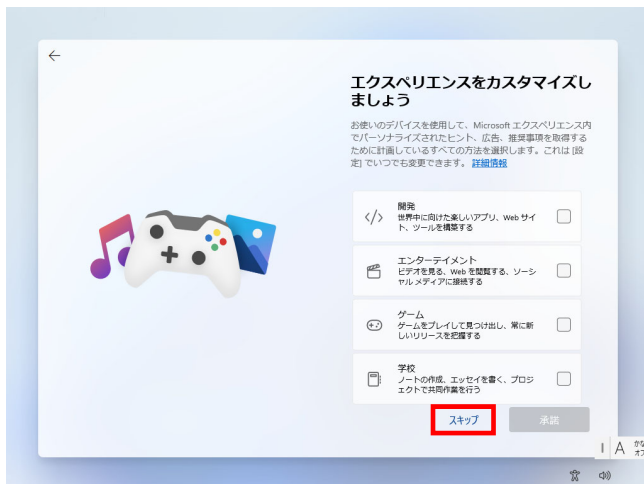 エクスペリエンスをカスタマイズし
ましょう
お使いのデバイスを使用して、Microsoft エクスペリエンス内
でパーソナライズされたヒント、広告、推奨事項を取得する
ために計画しているすべての方法を選択します。これは [設
定] でいつでも変更できます。 詳細情報
開発
世界中に向けた楽しいアプリ、Web サイ
ト、ツールを構築する
エンターテイメント
ビデオを見る、Web を閲覧する、ソーシ
ャル メディアに接続する
ゲーム
ゲームをプレイして見つけ出し、常に新
しいリリースを把握する
学校
ノートの作成、エッセイを書く、プロジ
ェクトで共同作業を行う
スキップ
承諾
A